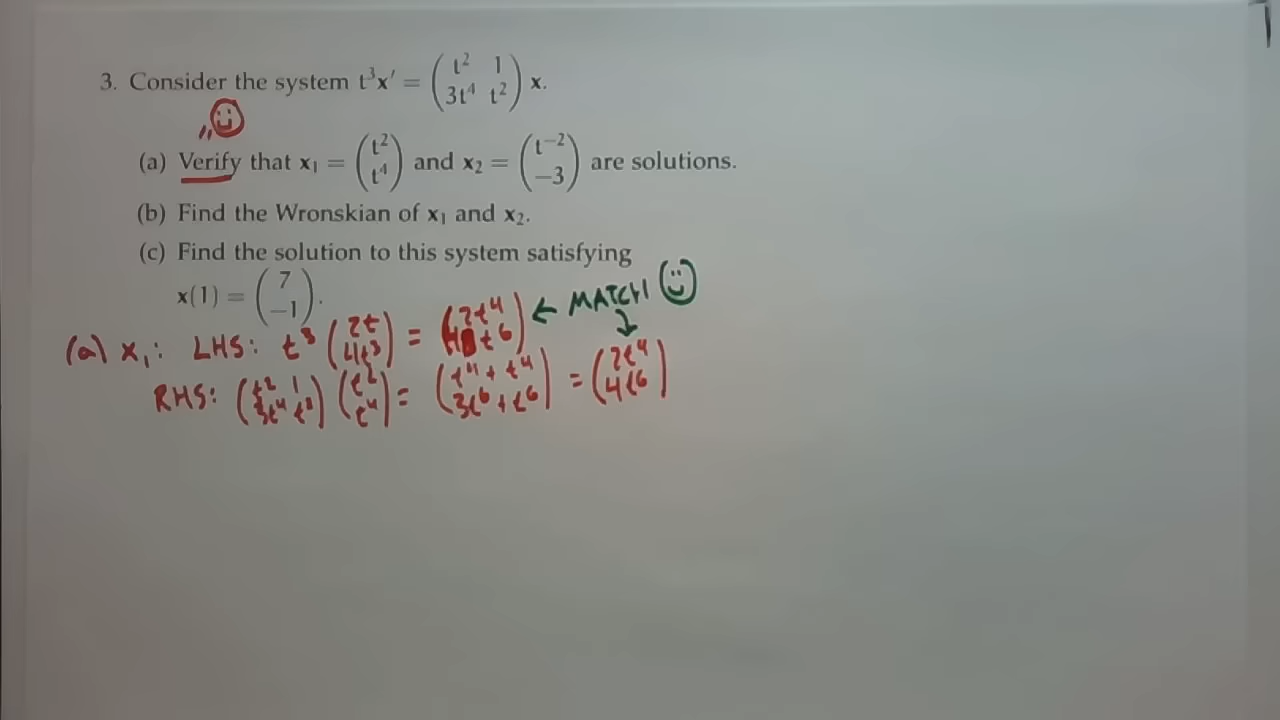 3. Consider the system t³x′ = (t² 1 / 3t⁴ t²) x.
(a) Verify that x₁ = (t² / t⁴) and x₂ = (t⁻² / −3) are solutions.
(b) Find the Wronskian of x₁ and x₂.
(c) Find the solution to this system satisfying
x(1) = (7 / −1).
← MATCH!
(a) x₁: LHS: t³ (2t / 4t³) = (2t⁴ / 4t⁶)
RHS: (t² 1 / 3t⁴ t²) (t² / t⁴) = (t⁴ + t⁴ / 3t⁶ + t⁶) = (2t⁴ / 4t⁶)